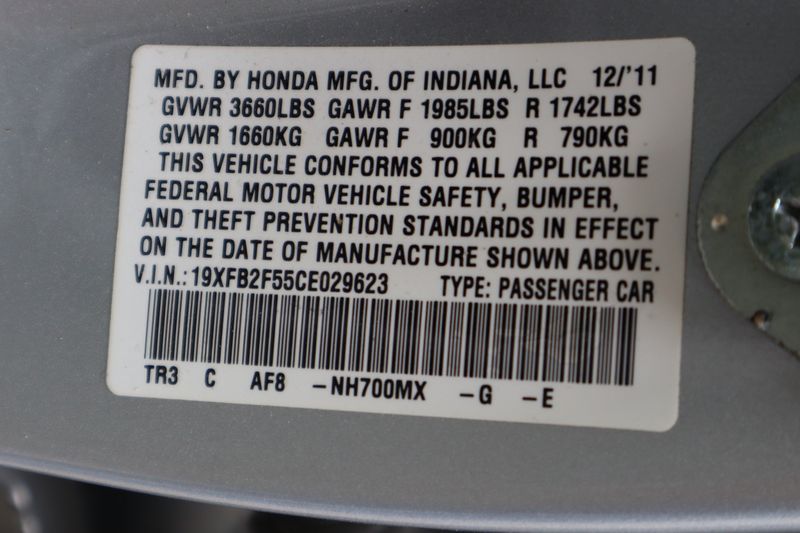 MFD. BY HONDA MFG. OF INDIANA, LLC 12/'11
GVWR 3660LBS GAWR F 1985LBS R 1742LBS
GVWR 1660KG GAWR F 900KG R 790KG
THIS VEHICLE CONFORMS TO ALL APPLICABLE
FEDERAL MOTOR VEHICLE SAFETY, BUMPER,
AND THEFT PREVENTION STANDARDS IN EFFECT
ON THE DATE OF MANUFACTURE SHOWN ABOVE.
V.I.N.:19XFB2F55CE029623 TYPE: PASSENGER CAR
TR3 C AF8 -NH700MX -G -E